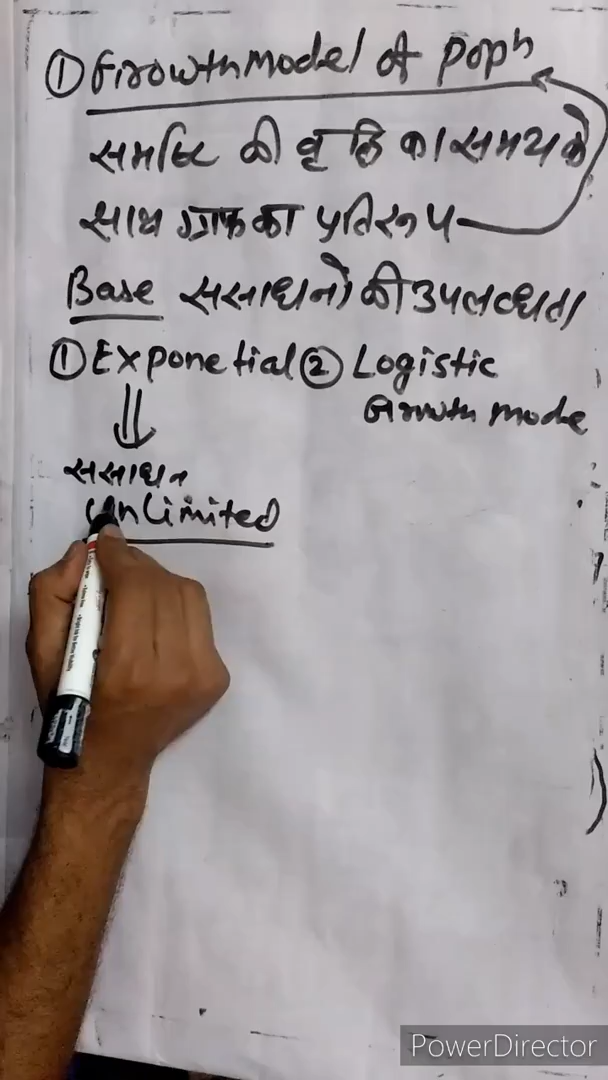 ① Growth Model of Popn
समष्टि की वृद्धि का समय के
साथ ग्राफ का प्रतिरूप
Base संसाधनों की उपलब्धता
① Exponetial ② Logistic
Growth mode
संसाधन
Unlimited
PowerDirector